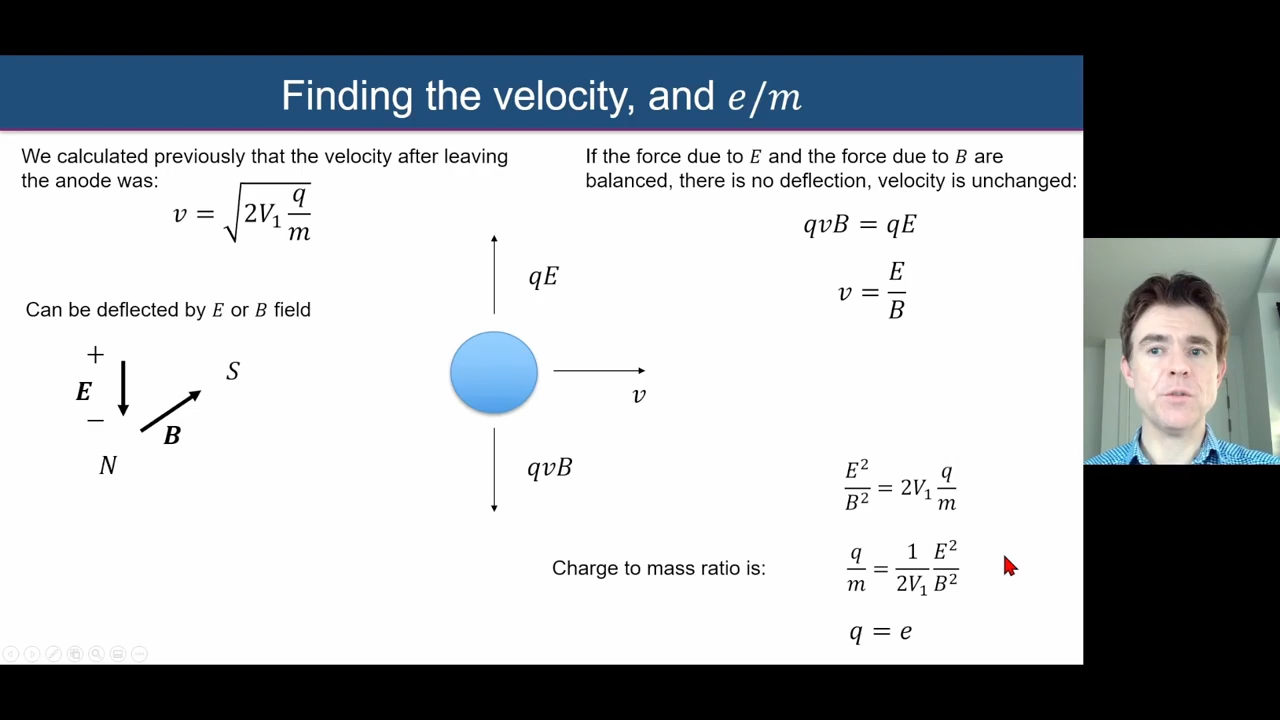 Finding the velocity, and e/m
We calculated previously that the velocity after leaving
the anode was:
v = √(2V₁ q/m)
Can be deflected by E or B field
+
E
−
B
N
S
qE
v
qvB
If the force due to E and the force due to B are
balanced, there is no deflection, velocity is unchanged:
qvB = qE
v = E/B
E²/B² = 2V₁ q/m
Charge to mass ratio is:
q/m = 1/2V₁ E²/B²
q = e